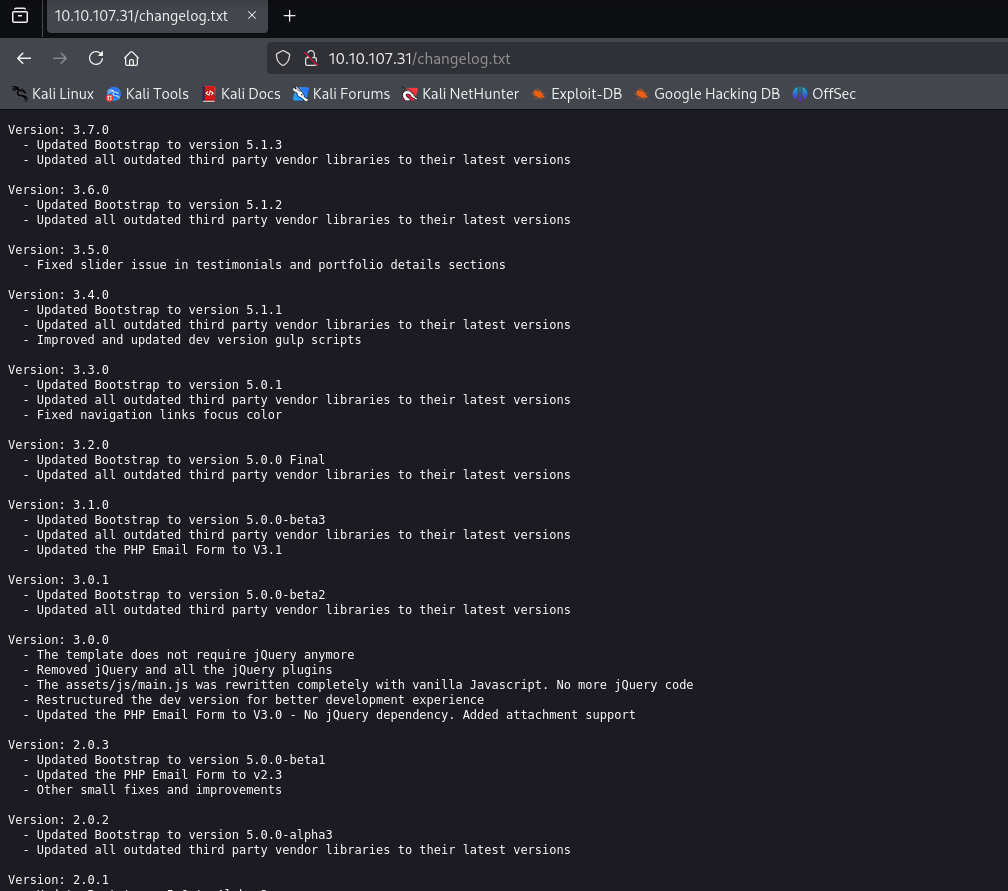 10.10.107.31/changelog.txt
10.10.107.31/changelog.txt
Kali Linux Kali Tools Kali Docs Kali Forums Kali NetHunter Exploit-DB Google Hacking DB OffSec
Version: 3.7.0
- Updated Bootstrap to version 5.1.3
- Updated all outdated third party vendor libraries to their latest versions
Version: 3.6.0
- Updated Bootstrap to version 5.1.2
- Updated all outdated third party vendor libraries to their latest versions
Version: 3.5.0
- Fixed slider issue in testimonials and portfolio details sections
Version: 3.4.0
- Updated Bootstrap to version 5.1.1
- Updated all outdated third party vendor libraries to their latest versions
- Improved and updated dev version gulp scripts
Version: 3.3.0
- Updated Bootstrap to version 5.0.1
- Updated all outdated third party vendor libraries to their latest versions
- Fixed navigation links focus color
Version: 3.2.0
- Updated Bootstrap to version 5.0.0 Final
- Updated all outdated third party vendor libraries to their latest versions
Version: 3.1.0
- Updated Bootstrap to version 5.0.0-beta3
- Updated all outdated third party vendor libraries to their latest versions
- Updated the PHP Email Form to V3.1
Version: 3.0.1
- Updated Bootstrap to version 5.0.0-beta2
- Updated all outdated third party vendor libraries to their latest versions
Version: 3.0.0
- The template does not require jQuery anymore
- Removed jQuery and all the jQuery plugins
- The assets/js/main.js was rewritten completely with vanilla Javascript. No more jQuery code
- Restructured the dev version for better development experience
- Updated the PHP Email Form to V3.0 - No jQuery dependency. Added attachment support
Version: 2.0.3
- Updated Bootstrap to version 5.0.0-beta1
- Updated the PHP Email Form to v2.3
- Other small fixes and improvements
Version: 2.0.2
- Updated Bootstrap to version 5.0.0-alpha3
- Updated all outdated third party vendor libraries to their latest versions
Version: 2.0.1